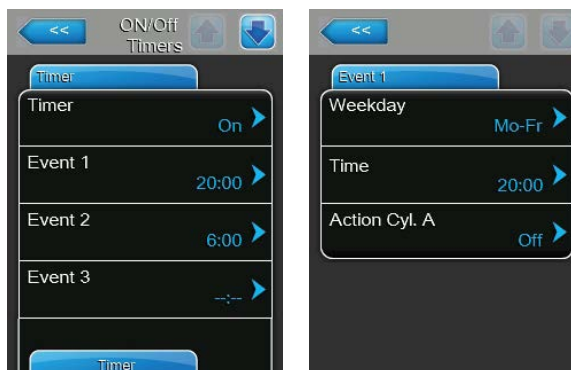 <<
ON/Off
Timers
Timer
Timer
On
Event 1
20:00
Event 2
6:00
Event 3
--:--
Timer
<<
Event 1
Weekday
Mo-Fr
Time
20:00
Action Cyl. A
Off